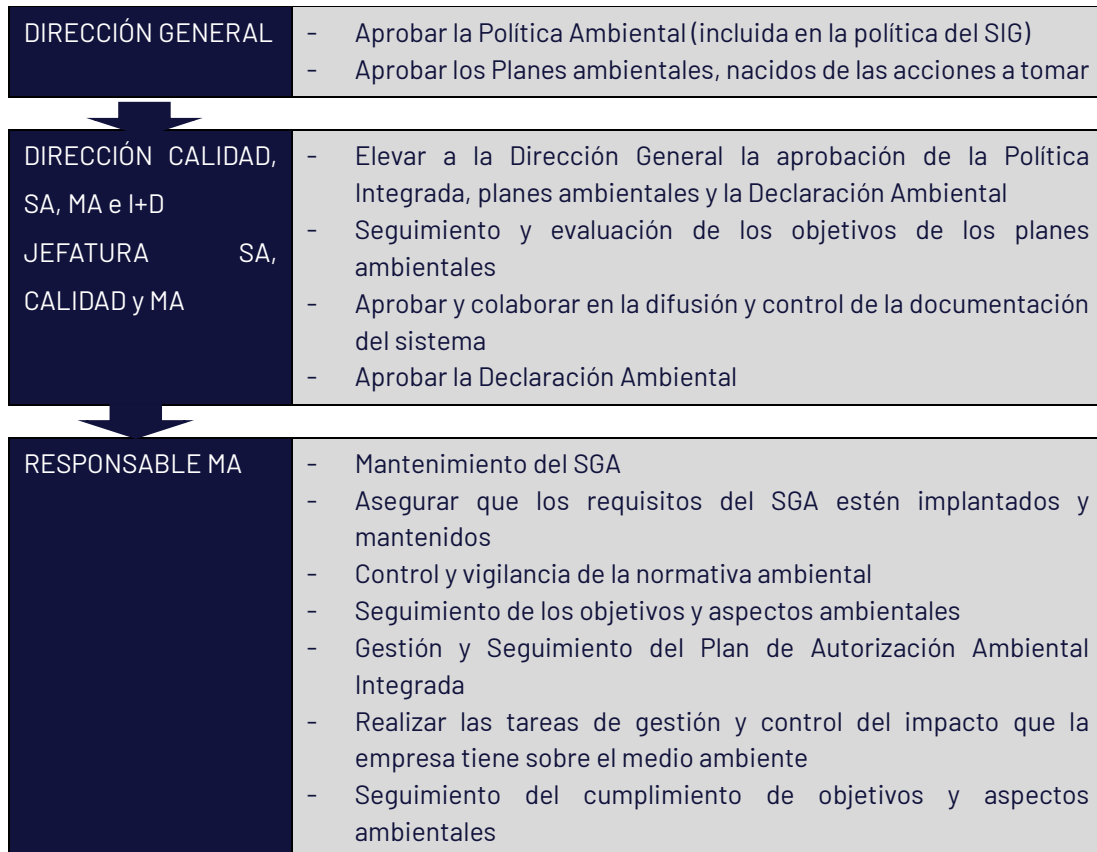 DIRECCIÓN GENERAL
- Aprobar la Política Ambiental (incluida en la política del SIG)
- Aprobar los Planes ambientales, nacidos de las acciones a tomar
DIRECCIÓN CALIDAD,
SA, MA e I+D
JEFATURA SA,
CALIDAD y MA
- Elevar a la Dirección General la aprobación de la Política
Integrada, planes ambientales y la Declaración Ambiental
- Seguimiento y evaluación de los objetivos de los planes
ambientales
- Aprobar y colaborar en la difusión y control de la documentación
del sistema
- Aprobar la Declaración Ambiental
RESPONSABLE MA
- Mantenimiento del SGA
- Asegurar que los requisitos del SGA estén implantados y
mantenidos
- Control y vigilancia de la normativa ambiental
- Seguimiento de los objetivos y aspectos ambientales
- Gestión y Seguimiento del Plan de Autorización Ambiental
Integrada
- Realizar las tareas de gestión y control del impacto que la
empresa tiene sobre el medio ambiente
- Seguimiento del cumplimiento de objetivos y aspectos
ambientales